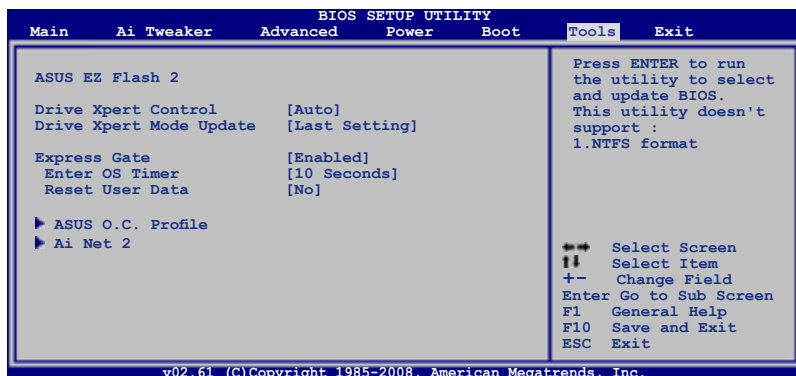 BIOS SETUP UTILITY
Main Ai Tweaker Advanced Power Boot Tools Exit
ASUS EZ Flash 2
Drive Xpert Control [Auto]
Drive Xpert Mode Update [Last Setting]
Express Gate [Enabled]
Enter OS Timer [10 Seconds]
Reset User Data [No]
ASUS O.C. Profile
Ai Net 2
Press ENTER to run
the utility to select
and update BIOS.
This utility doesn't
support :
1.NTFS format
Select Screen
Select Item
+- Change Field
Enter Go to Sub Screen
F1 General Help
F10 Save and Exit
ESC Exit
v02.61 (C)Copyright 1985-2008, American Megatrends, Inc.